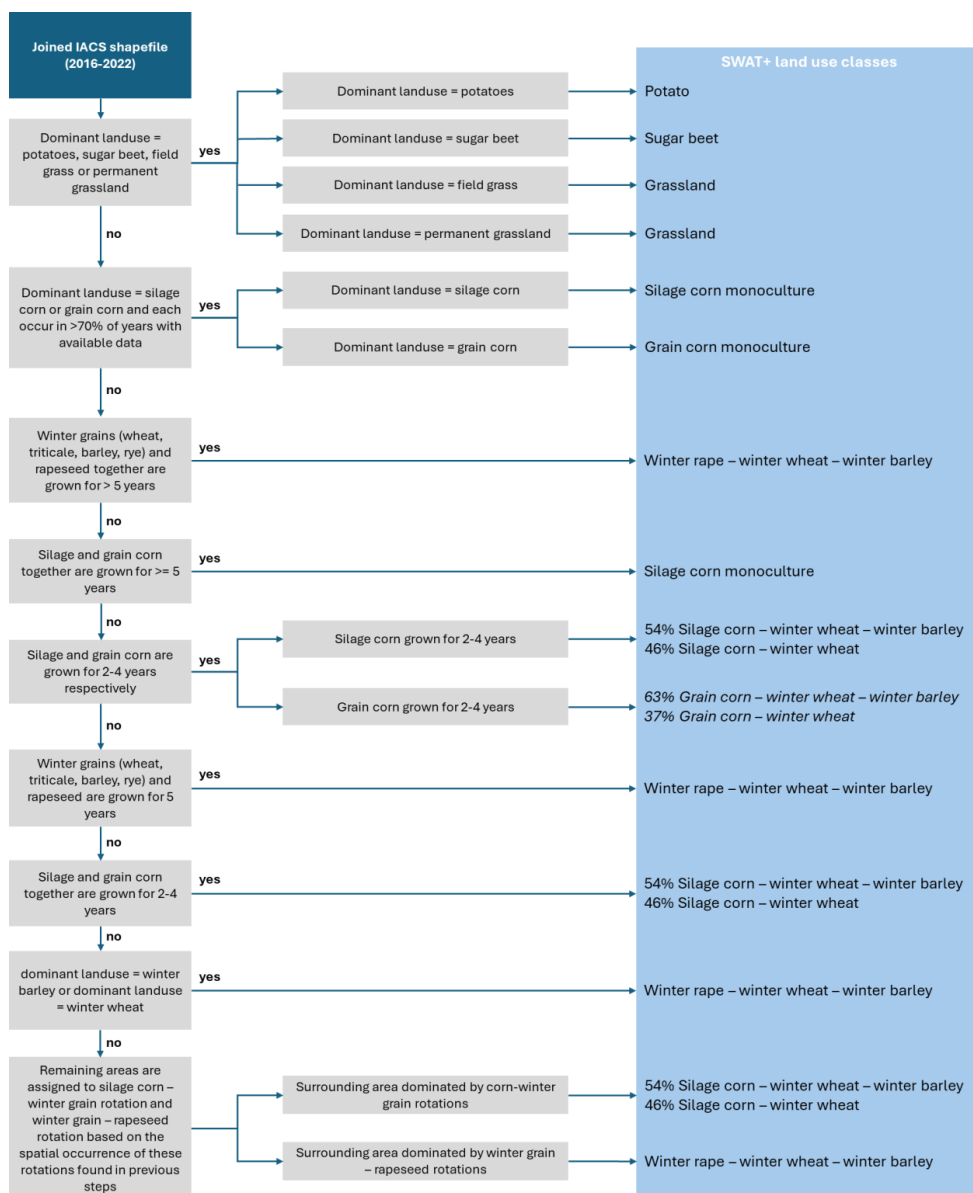 Joined IACS shapefile
(2016-2022)
SWAT+ land use classes
Dominant landuse =
potatoes, sugar beet, field
grass or permanent
grassland
yes
Dominant landuse = potatoes
Potato
Dominant landuse = sugar beet
Sugar beet
Dominant landuse = field grass
Grassland
Dominant landuse = permanent grassland
Grassland
no
Dominant landuse = silage
corn or grain corn and each
occur in >70% of years with
available data
yes
Dominant landuse = silage corn
Silage corn monoculture
Dominant landuse = grain corn
Grain corn monoculture
no
Winter grains (wheat,
triticale, barley, rye) and
rapeseed together are
grown for > 5 years
yes
Winter rape – winter wheat – winter barley
no
Silage and grain corn
together are grown for >= 5
years
yes
Silage corn monoculture
no
Silage and grain corn are
grown for 2-4 years
respectively
yes
Silage corn grown for 2-4 years
54% Silage corn – winter wheat – winter barley
46% Silage corn – winter wheat
Grain corn grown for 2-4 years
63% Grain corn – winter wheat – winter barley
37% Grain corn – winter wheat
no
Winter grains (wheat,
triticale, barley, rye) and
rapeseed are grown for 5
years
yes
Winter rape – winter wheat – winter barley
no
Silage and grain corn
together are grown for 2-4
years
yes
54% Silage corn – winter wheat – winter barley
46% Silage corn – winter wheat
no
dominant landuse = winter
barley or dominant landuse
= winter wheat
yes
Winter rape – winter wheat – winter barley
no
Remaining areas are
assigned to silage corn –
winter grain rotation and
winter grain – rapeseed
rotation based on the
spatial occurrence of these
rotations found in previous
steps
Surrounding area dominated by corn-winter
grain rotations
54% Silage corn – winter wheat – winter barley
46% Silage corn – winter wheat
Surrounding area dominated by winter grain
– rapeseed rotations
Winter rape – winter wheat – winter barley